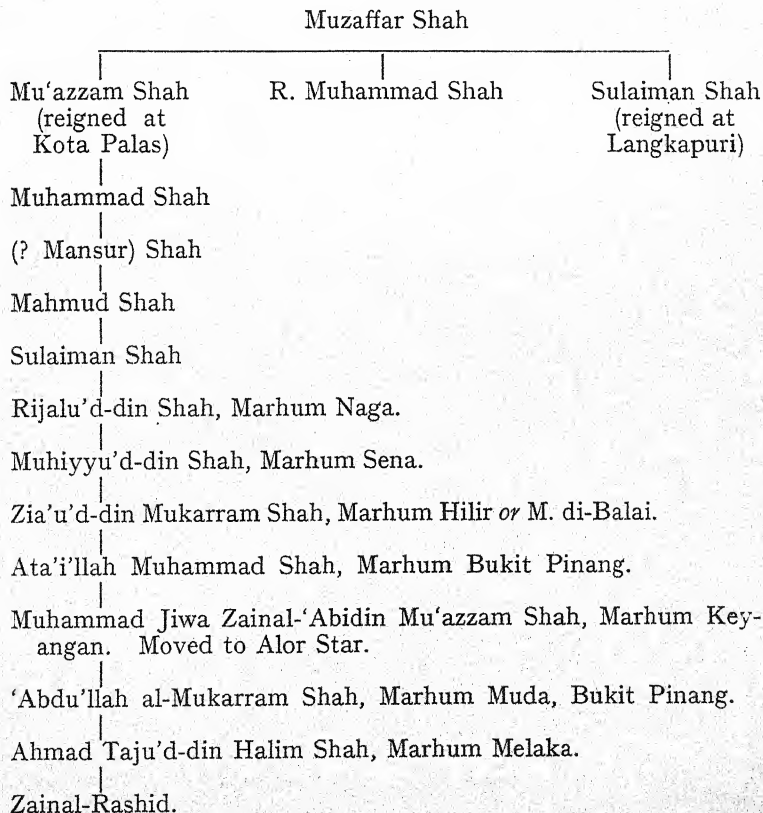 Muzaffar Shah
Mu‘azzam Shah R. Muhammad Shah Sulaiman Shah
(reigned at (reigned at
Kota Palas) Langkapuri)
Muhammad Shah
(? Mansur) Shah
Mahmud Shah
Sulaiman Shah
Rijalu’d-din Shah, Marhum Naga.
Muhiyyu’d-din Shah, Marhum Sena.
Zia’u’d-din Mukarram Shah, Marhum Hilir or M. di-Balai.
Ata’i’llah Muhammad Shah, Marhum Bukit Pinang.
Muhammad Jiwa Zainal-‘Abidin Mu‘azzam Shah, Marhum Key-
angan. Moved to Alor Star.
‘Abdu’llah al-Mukarram Shah, Marhum Muda, Bukit Pinang.
Ahmad Taju’d-din Halim Shah, Marhum Melaka.
Zainal-Rashid.